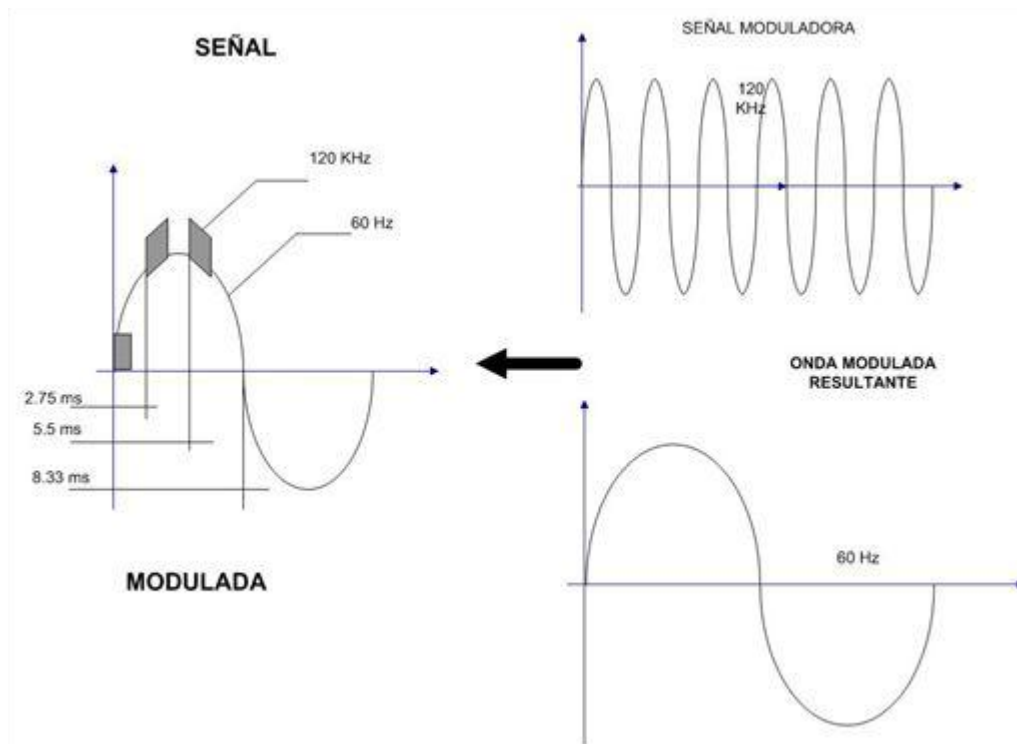 SEÑAL
120 KHz
60 Hz
2.75 ms
5.5 ms
8.33 ms
MODULADA
SEÑAL MODULADORA
120
KHz
ONDA MODULADA
RESULTANTE
60 Hz